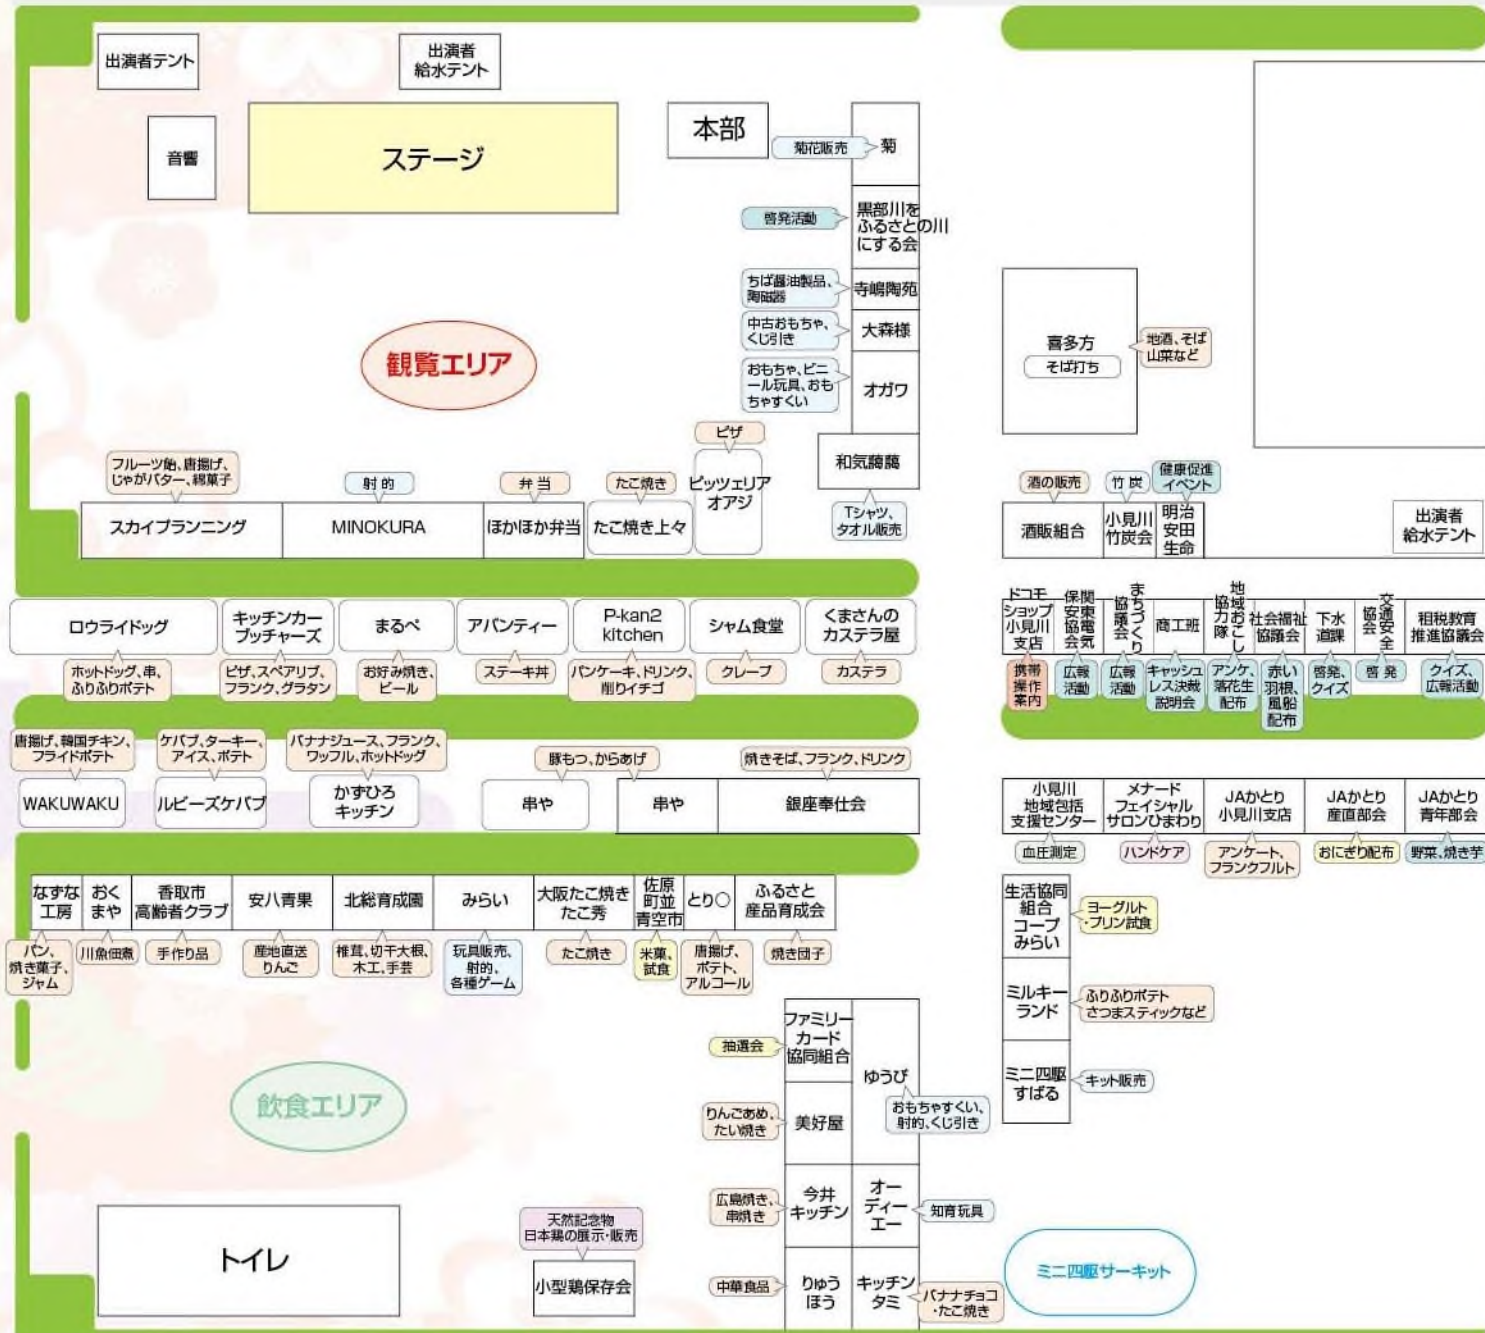 出演者テント
出演者
給水テント
音響
ステージ
本部
菊花販売
菊
啓発活動
黒部川を
ふるさとの川
にする会
ちば醤油製品、
陶磁器
寺嶋陶苑
中古おもちゃ、
くじ引き
大森様
おもちゃ、ビニ
ール玩具、おも
ちゃすくい
オガワ
観覧エリア
喜多方
そば打ち
地酒、そば
山菜など
ピザ
ピッツェリア
オアジ
和気藹藹
Tシャツ、
タオル販売
フルーツ飴、唐揚げ、
じゃがバター、綿菓子
スカイプランニング
射的
MINOKURA
弁当
ほかほか弁当
たこ焼き
たこ焼き上々
酒の販売
酒販組合
竹炭
小見川
竹炭会
健康促進
イベント
明治
安田
生命
出演者
給水テント
ロウライドッグ
ホットドッグ、串、
ふりふりポテト
キッチンカー
ブッチャーズ
ピザ、スペアリブ、
フランク、グラタン
まるぺ
お好み焼き、
ビール
アバンティー
ステーキ丼
P-kan2
kitchen
パンケーキ、ドリンク、
削りイチゴ
シャム食堂
クレープ
くまさんの
カステラ屋
カステラ
ドコモ
ショップ
小見川
支店
携帯
操作
案内
関東電気
保安協会
広報
活動
まちづくり
協議会
広報
活動
商工班
キャッシュ
レス決裁
説明会
地域おこし
協力隊
アンケ、
落花生
配布
社会福祉
協議会
赤い
羽根、
風船
配布
下水
道課
啓発、
クイズ
交通安全
協会
啓発
租税教育
推進協議会
クイズ、
広報活動
唐揚げ、韓国チキン、
フライドポテト
WAKUWAKU
ケバブ、ターキー、
アイス、ポテト
ルビーズケバブ
バナナジュース、フランク、
ワッフル、ホットドッグ
かずひろ
キッチン
豚もつ、からあげ
串や
串や
焼きそば、フランク、ドリンク
銀座奉仕会
小見川
地域包括
支援センター
血圧測定
メナード
フェイシャル
サロンひまわり
ハンドケア
JAかとり
小見川支店
アンケート、
フランクフルト
JAかとり
産直部会
おにぎり配布
JAかとり
青年部会
野菜、焼き芋
なずな
工房
パン、
焼き菓子、
ジャム
おく
まや
川魚佃煮
香取市
高齢者クラブ
手作り品
安八青果
産地直送
りんご
北総育成園
椎茸、切干大根、
木工、手芸
みらい
玩具販売、
射的、
各種ゲーム
大阪たこ焼き
たこ秀
たこ焼き
佐原
町並
青空市
米菓、
試食
とり〇
唐揚げ、
ポテト、
アルコール
ふるさと
産品育成会
焼き団子
生活協同
組合
コープ
みらい
ヨーグルト
・プリン試食
ミルキー
ランド
ふりふりポテト
さつまスティックなど
ミニ四駆
すばる
キット販売
飲食エリア
抽選会
ファミリー
カード
協同組合
ゆうび
おもちゃすくい、
射的、くじ引き
りんごあめ、
たい焼き
美好屋
広島焼き、
串焼き
今井
キッチン
オー
ディー
エー
知育玩具
中華食品
りゅう
ほう
キッチン
タミ
バナナチョコ
・たこ焼き
トイレ
天然記念物
日本鶏の展示・販売
小型鶏保存会
ミニ四駆サーキット